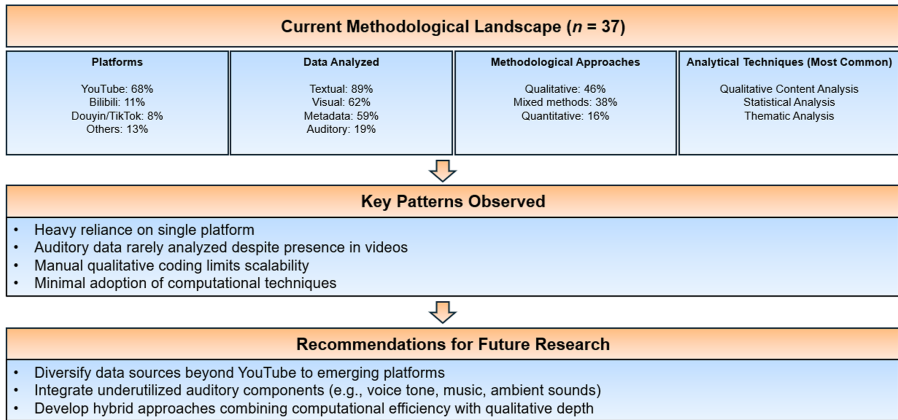 Current Methodological Landscape (n = 37)
Platforms
YouTube: 68%
Bilibili: 11%
Douyin/TikTok: 8%
Others: 13%
Data Analyzed
Textual: 89%
Visual: 62%
Metadata: 59%
Auditory: 19%
Methodological Approaches
Qualitative: 46%
Mixed methods: 38%
Quantitative: 16%
Analytical Techniques (Most Common)
Qualitative Content Analysis
Statistical Analysis
Thematic Analysis
Key Patterns Observed
• Heavy reliance on single platform
• Auditory data rarely analyzed despite presence in videos
• Manual qualitative coding limits scalability
• Minimal adoption of computational techniques
Recommendations for Future Research
• Diversify data sources beyond YouTube to emerging platforms
• Integrate underutilized auditory components (e.g., voice tone, music, ambient sounds)
• Develop hybrid approaches combining computational efficiency with qualitative depth